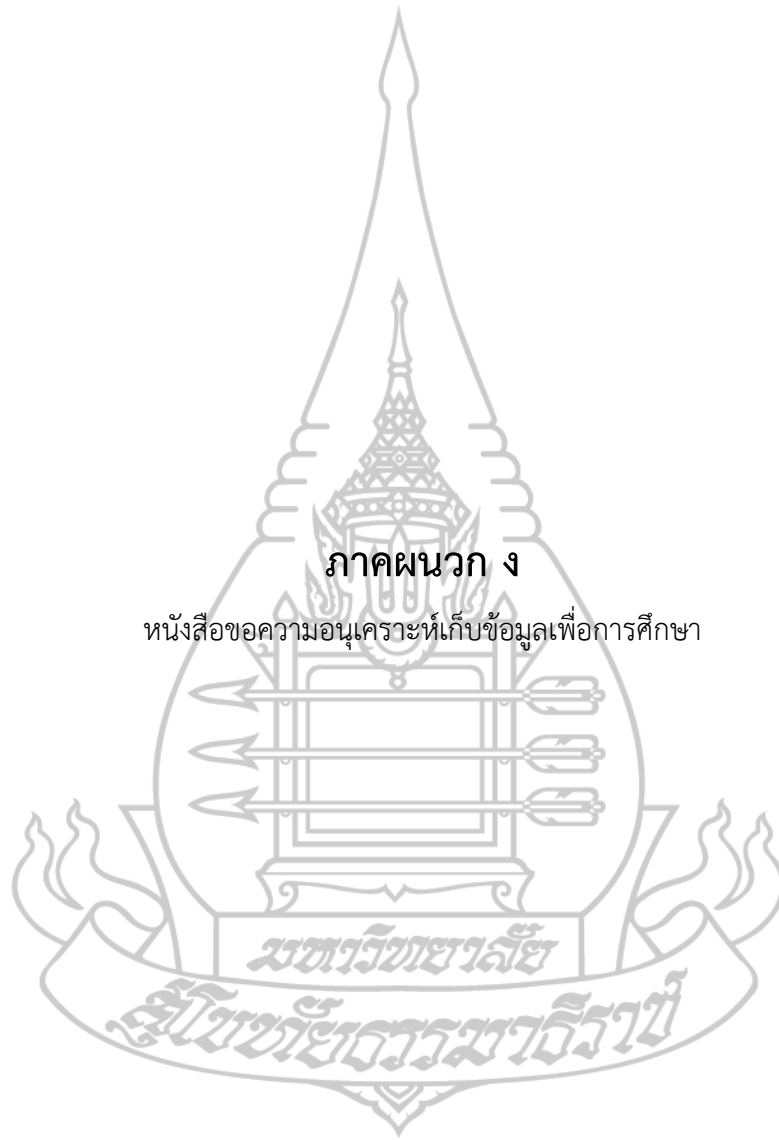 ภาคผนวก ง
หนังสือขอความอนุเคราะห์เก็บข้อมูลเพื่อการศึกษา
มหาวิทยาลัย
สุโขทัยธรรมาธิราช